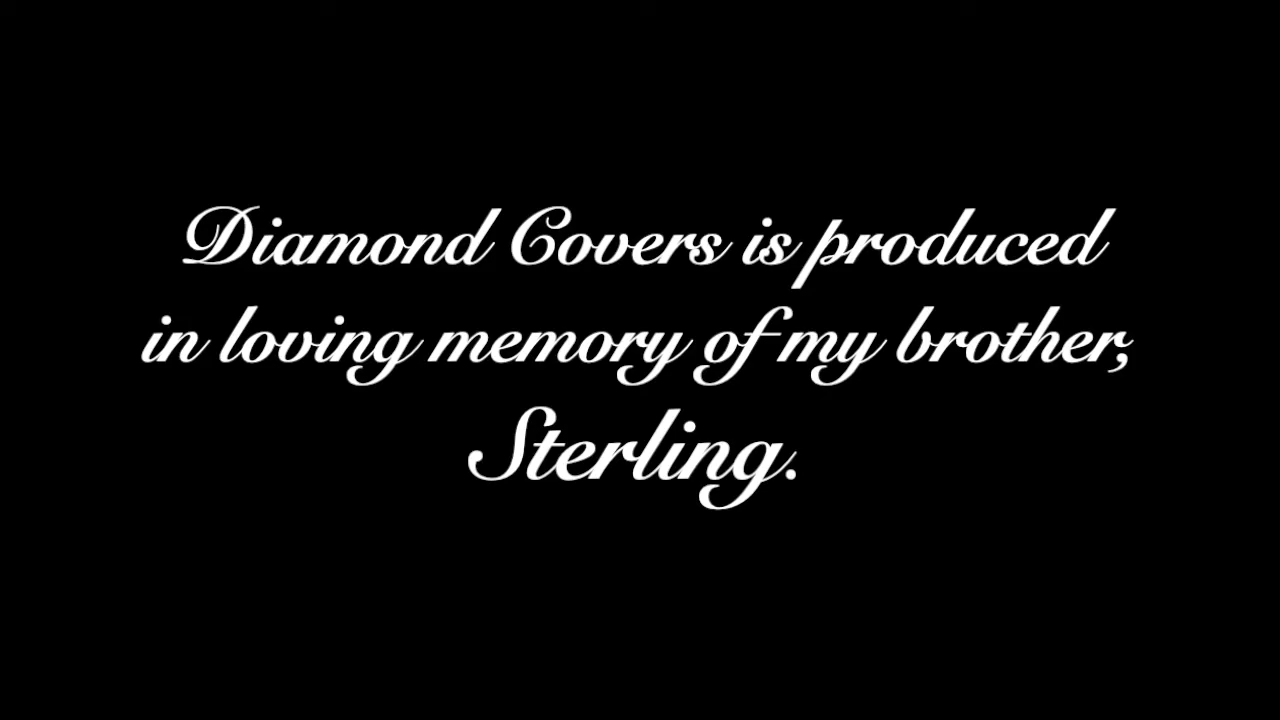 Diamond Covers is produced
in loving memory of my brother,
Sterling.